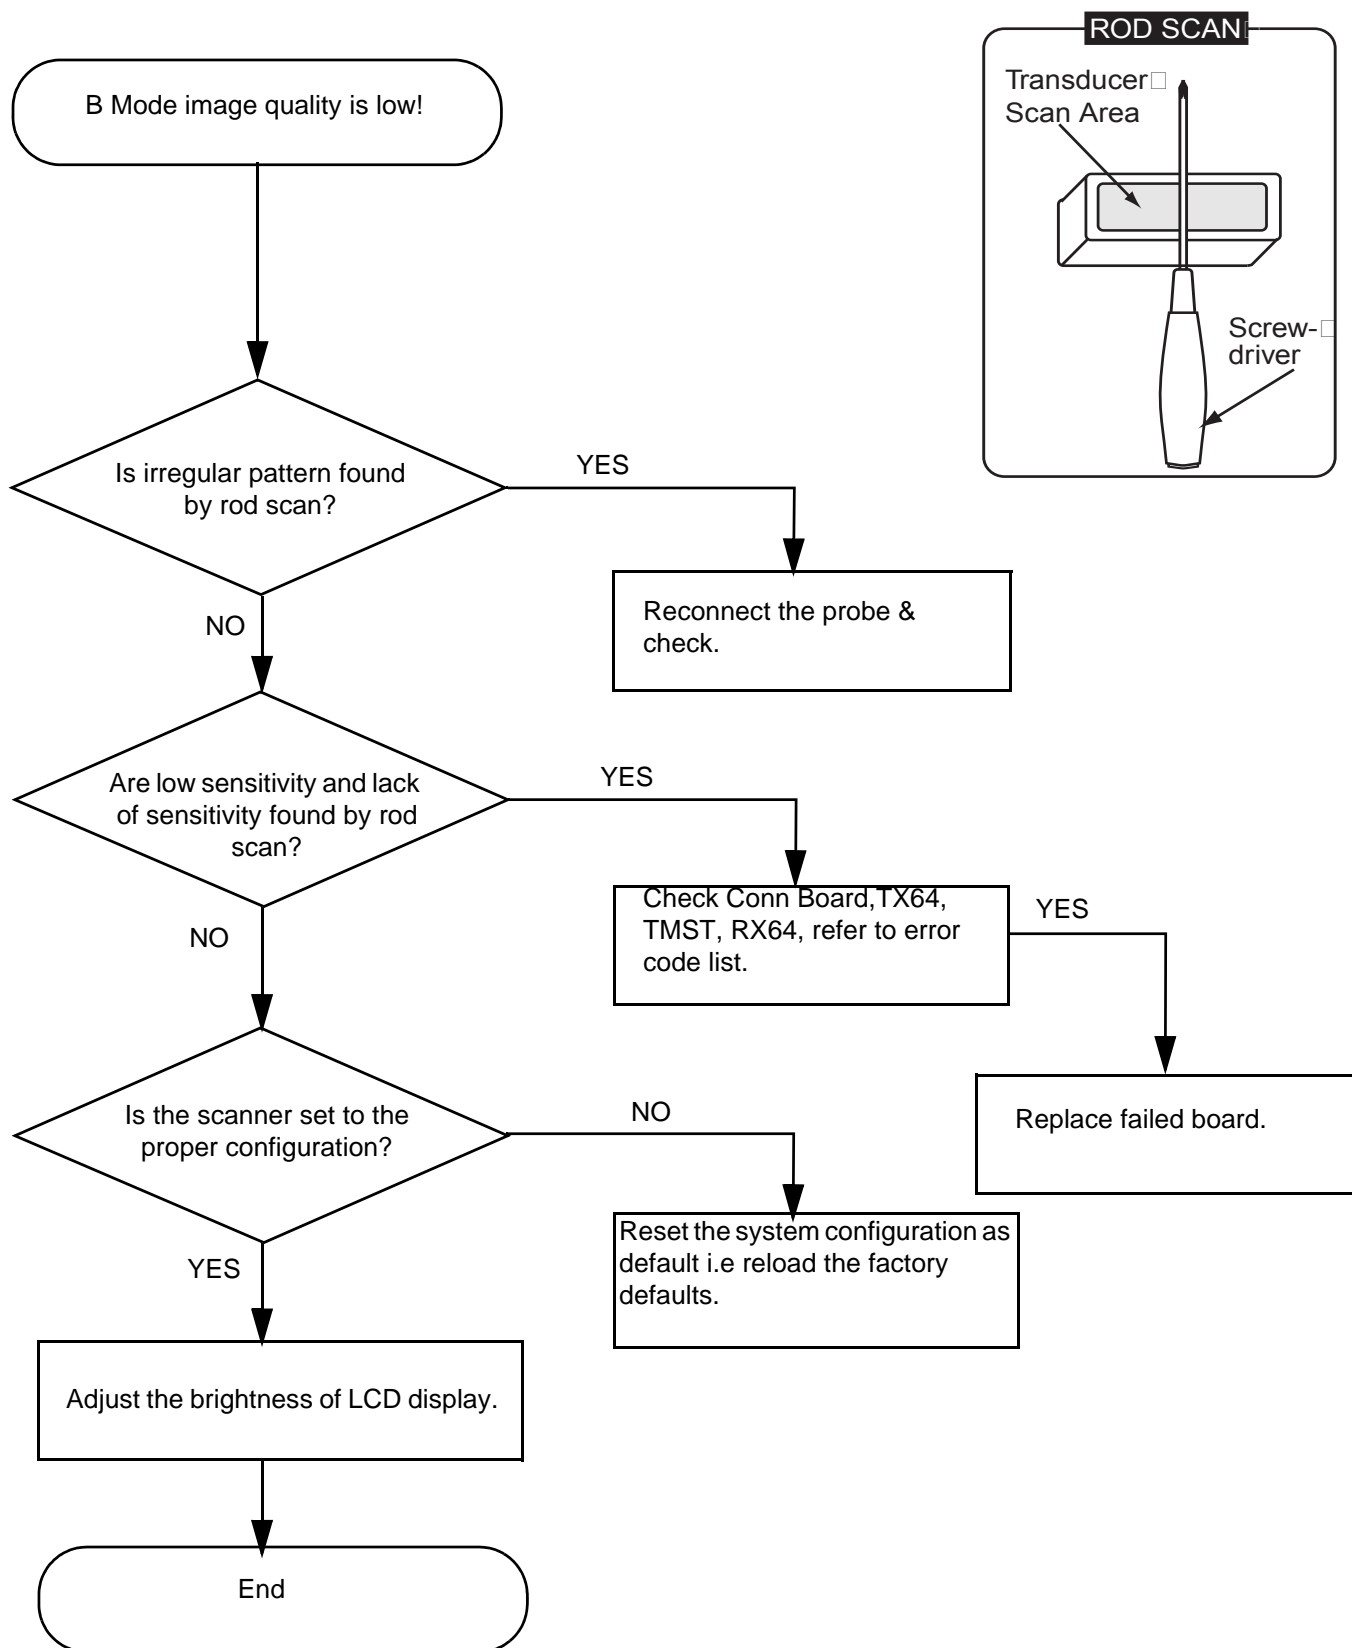 ROD SCAN
Transducer
Scan Area
Screw-
driver
B Mode image quality is low!
Is irregular pattern found
by rod scan?
YES
Reconnect the probe &
check.
NO
Are low sensitivity and lack
of sensitivity found by rod
scan?
YES
Check Conn Board,TX64,
TMST, RX64, refer to error
code list.
YES
Replace failed board.
NO
Is the scanner set to the
proper configuration?
NO
Reset the system configuration as
default i.e reload the factory
defaults.
YES
Adjust the brightness of LCD display.
End